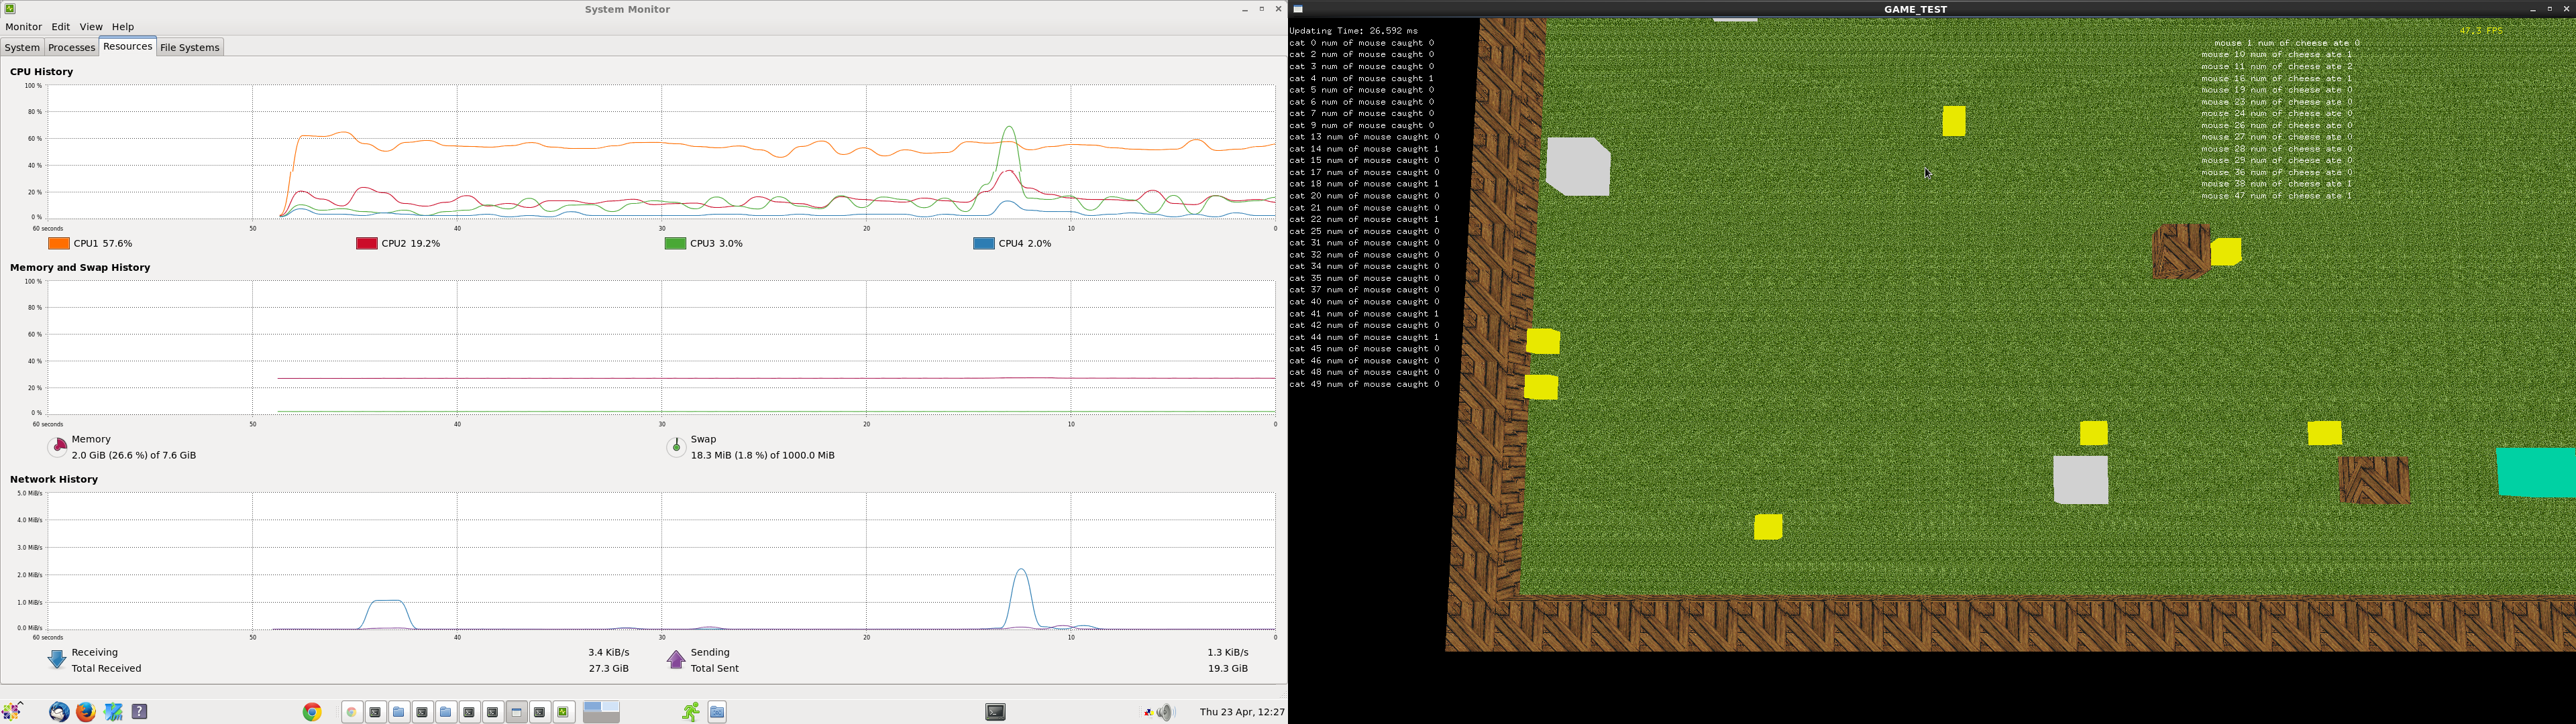 System Monitor
Monitor Edit View Help
System Processes Resources File Systems
CPU History
100 %
80 %
60 %
40 %
20 %
0 %
60 seconds 50 40 30 20 10 0
CPU1 57.6% CPU2 19.2% CPU3 3.0% CPU4 2.0%
Memory and Swap History
100 %
80 %
60 %
40 %
20 %
0 %
60 seconds 50 40 30 20 10 0
Memory
2.0 GiB (26.6 %) of 7.6 GiB
Swap
18.3 MiB (1.8 %) of 1000.0 MiB
Network History
5.0 MiB/s
4.0 MiB/s
3.0 MiB/s
2.0 MiB/s
1.0 MiB/s
0.0 MiB/s
60 seconds 50 40 30 20 10 0
Receiving 3.4 KiB/s
Total Received 27.3 GiB
Sending 1.3 KiB/s
Total Sent 19.3 GiB
Thu 23 Apr, 12:27
GAME_TEST
Updating Time: 26.592 ms
cat 0 num of mouse caught 0
cat 2 num of mouse caught 0
cat 3 num of mouse caught 0
cat 4 num of mouse caught 1
cat 5 num of mouse caught 0
cat 6 num of mouse caught 0
cat 7 num of mouse caught 0
cat 9 num of mouse caught 0
cat 13 num of mouse caught 0
cat 14 num of mouse caught 1
cat 15 num of mouse caught 0
cat 17 num of mouse caught 0
cat 18 num of mouse caught 1
cat 20 num of mouse caught 0
cat 21 num of mouse caught 0
cat 22 num of mouse caught 1
cat 25 num of mouse caught 0
cat 31 num of mouse caught 0
cat 32 num of mouse caught 0
cat 34 num of mouse caught 0
cat 35 num of mouse caught 0
cat 37 num of mouse caught 0
cat 40 num of mouse caught 0
cat 41 num of mouse caught 1
cat 42 num of mouse caught 0
cat 44 num of mouse caught 1
cat 45 num of mouse caught 0
cat 46 num of mouse caught 0
cat 48 num of mouse caught 0
cat 49 num of mouse caught 0
47.3 FPS
mouse 1 num of cheese ate 0
mouse 10 num of cheese ate 1
mouse 11 num of cheese ate 2
mouse 16 num of cheese ate 1
mouse 19 num of cheese ate 0
mouse 23 num of cheese ate 0
mouse 24 num of cheese ate 0
mouse 26 num of cheese ate 0
mouse 27 num of cheese ate 0
mouse 28 num of cheese ate 0
mouse 29 num of cheese ate 0
mouse 36 num of cheese ate 0
mouse 38 num of cheese ate 1
mouse 47 num of cheese ate 1